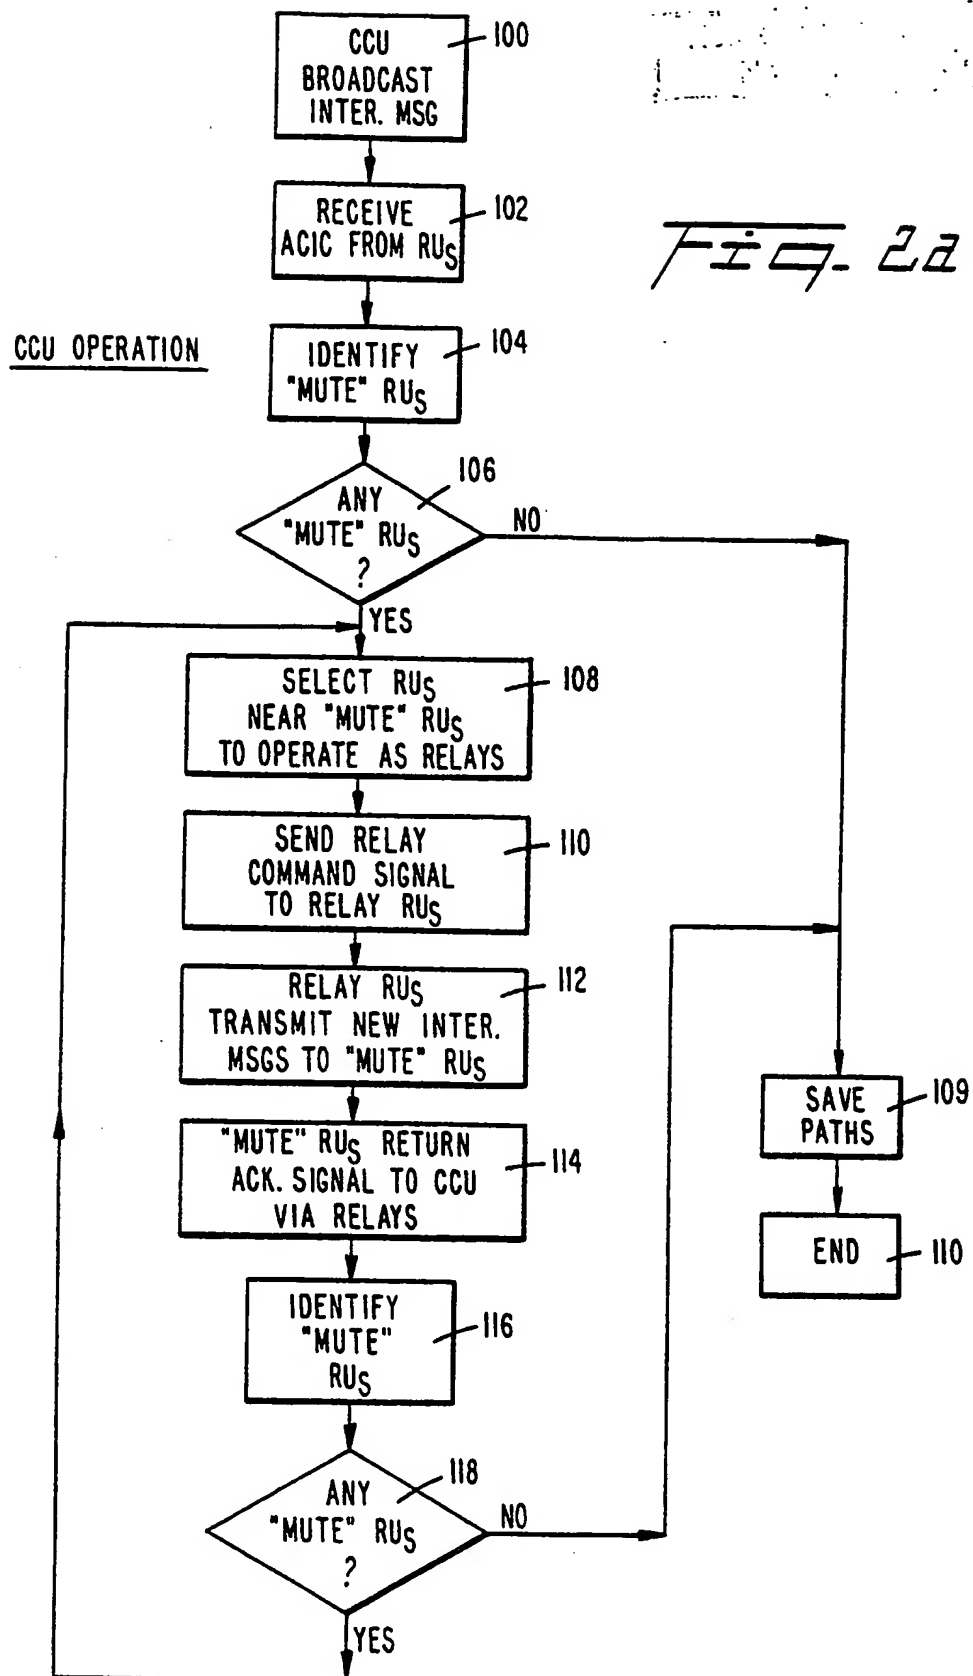 CCU
BROADCAST
INTER. MSG
100
RECEIVE
ACIC FROM RUS
102
Fig. 2a
CCU OPERATION
IDENTIFY
"MUTE" RUS
104
ANY
"MUTE" RUS
?
106
NO
YES
SELECT RUS
NEAR "MUTE" RUS
TO OPERATE AS RELAYS
108
SEND RELAY
COMMAND SIGNAL
TO RELAY RUS
110
RELAY RUS
TRANSMIT NEW INTER.
MSGS TO "MUTE" RUS
112
SAVE
PATHS
109
"MUTE" RUS RETURN
ACK. SIGNAL TO CCU
VIA RELAYS
114
END
110
IDENTIFY
"MUTE"
RUS
116
ANY
"MUTE" RUS
?
118
NO
YES